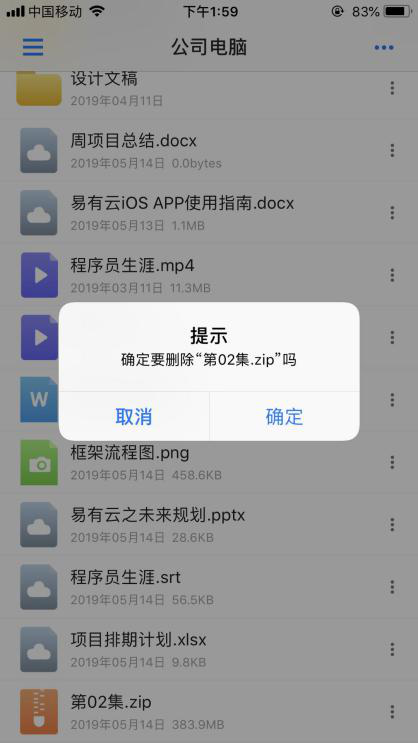 中国移动
下午1:59
83%
公司电脑
设计文稿
2019年04月11日
周项目总结.docx
2019年05月14日 0.0bytes
易有云iOS APP使用指南.docx
2019年05月13日 1.1MB
程序员生涯.mp4
2019年03月11日 11.3MB
提示
确定要删除“第02集.zip”吗
W
取消
确定
框架流程图.png
2019年05月14日 458.6KB
易有云之未来规划.pptx
2019年05月14日 28.6KB
程序员生涯.srt
2019年05月14日 56.5KB
项目排期计划.xlsx
2019年05月14日 9.8KB
第02集.zip
2019年05月14日 383.9MB